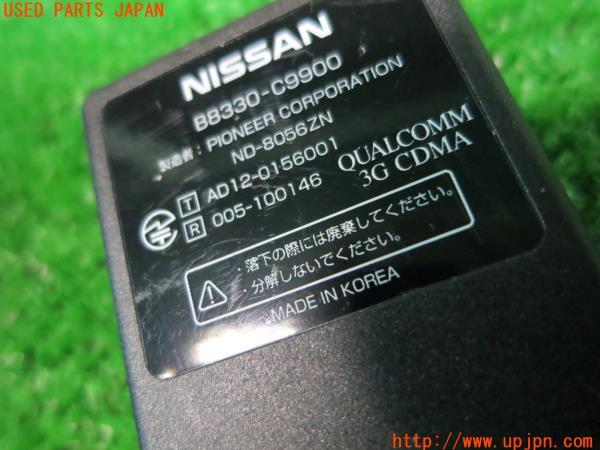 USED PARTS JAPAN
NISSAN
B8330-C9900
製造者：PIONEER CORPORATION
ND-8056ZN
T AD12-0156001
R 005-100146
QUALCOMM
3G CDMA
・落下の際には廃棄してください。
・分解しないでください。
MADE IN KOREA
http://www.upjpn.com/